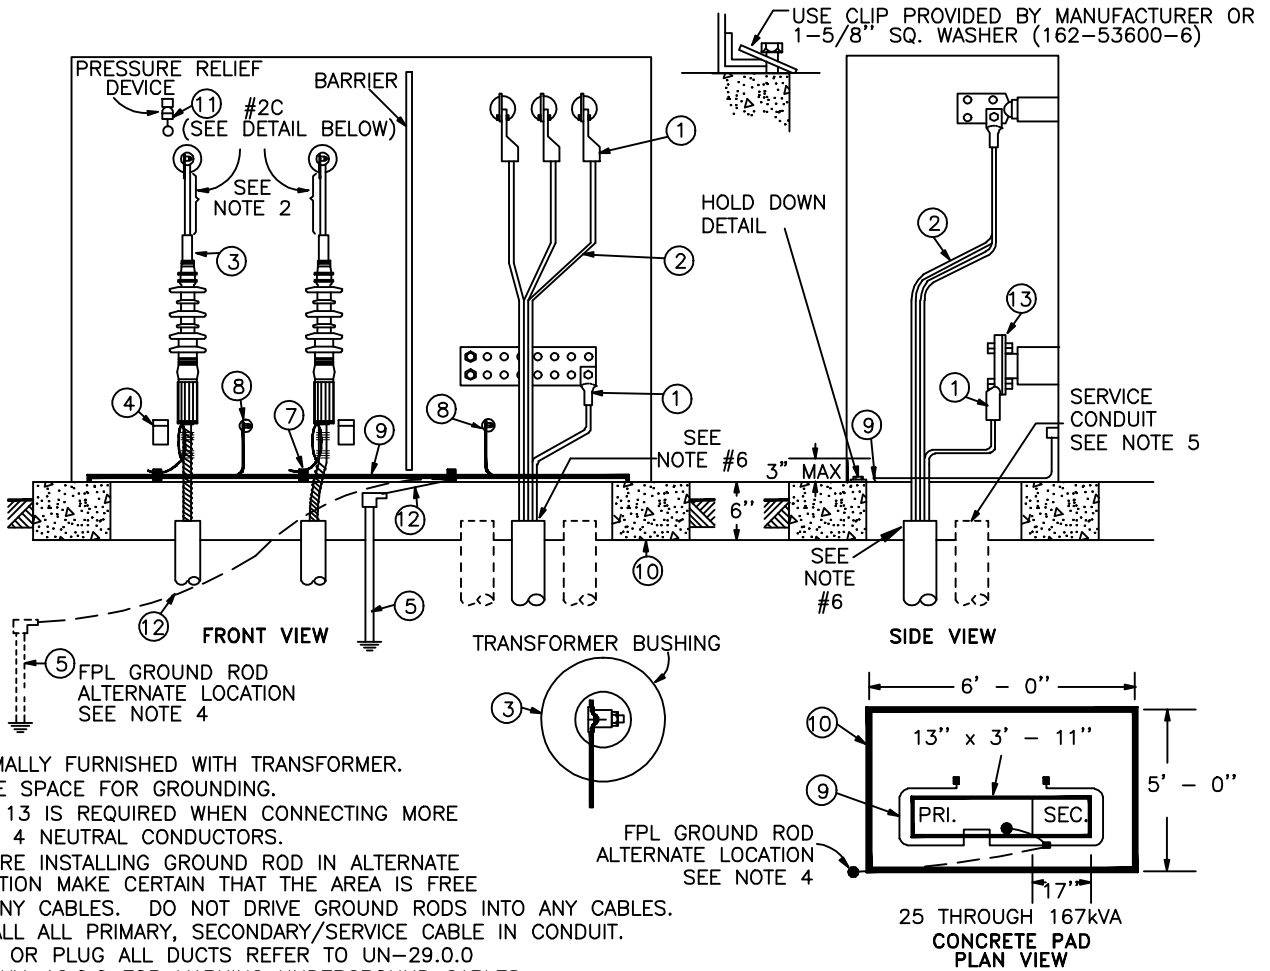 USE CLIP PROVIDED BY MANUFACTURER OR
1-5/8" SQ. WASHER (162-53600-6)
PRESSURE RELIEF
DEVICE
11
#2C
(SEE DETAIL BELOW)
BARRIER
1
SEE
NOTE 2
3
2
HOLD DOWN
DETAIL
2
13
4
8
7
9
8
1
SEE
NOTE #6
9
3"
MAX
1
SERVICE
CONDUIT
SEE NOTE 5
12
6"
10
SEE
NOTE
#6
12
5
FRONT VIEW
SIDE VIEW
5
FPL GROUND ROD
ALTERNATE LOCATION
SEE NOTE 4
TRANSFORMER BUSHING
3
6' - 0"
10
13" x 3' - 11"
5' - 0"
9
PRI.
SEC.
FPL GROUND ROD
ALTERNATE LOCATION
SEE NOTE 4
17"
25 THROUGH 167kVA
CONCRETE PAD
PLAN VIEW
MALLY FURNISHED WITH TRANSFORMER.
E SPACE FOR GROUNDING.
13 IS REQUIRED WHEN CONNECTING MORE
4 NEUTRAL CONDUCTORS.
RE INSTALLING GROUND ROD IN ALTERNATE
TION MAKE CERTAIN THAT THE AREA IS FREE
NY CABLES. DO NOT DRIVE GROUND RODS INTO ANY CABLES.
ALL ALL PRIMARY, SECONDARY/SERVICE CABLE IN CONDUIT.
OR PLUG ALL DUCTS REFER TO UN-29.0.0